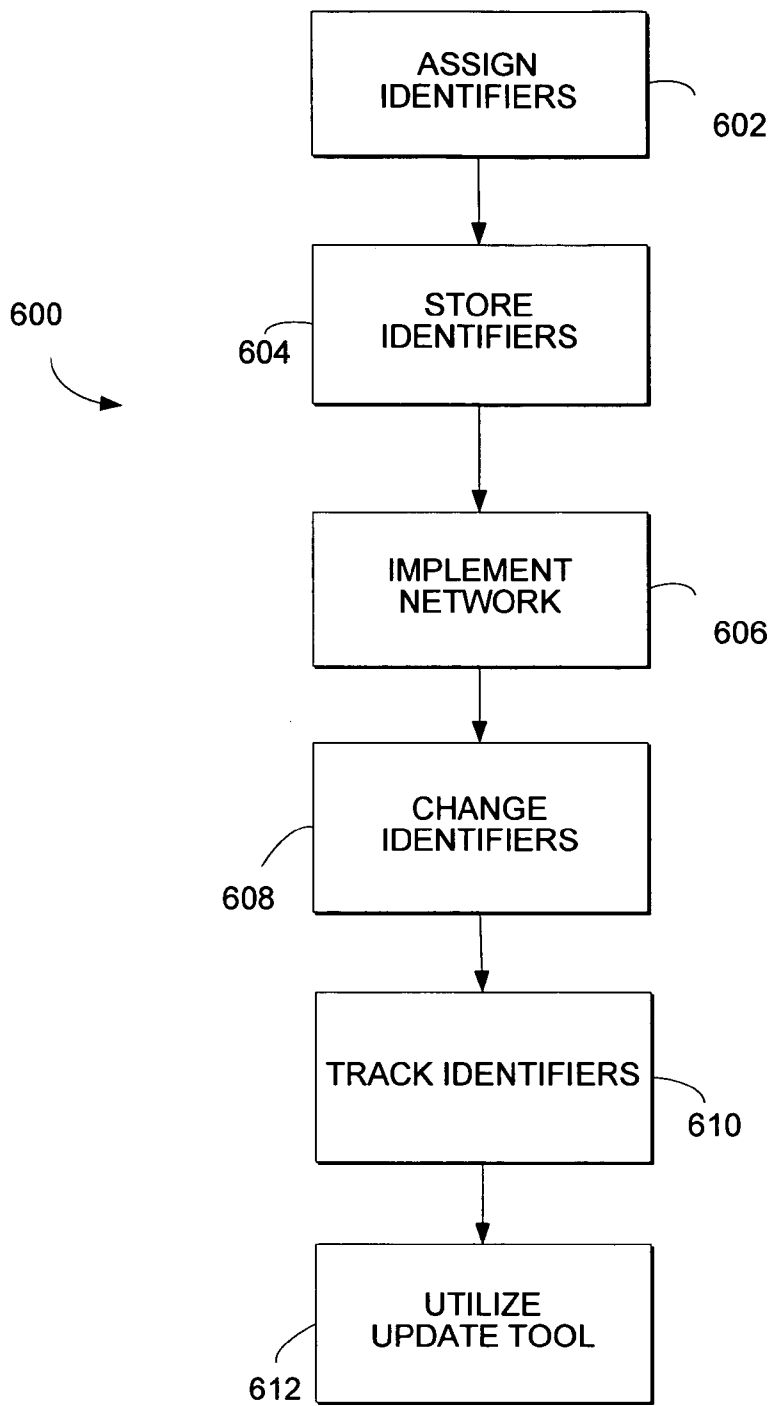 ASSIGN
IDENTIFIERS
602
STORE
IDENTIFIERS
600
604
IMPLEMENT
NETWORK
606
CHANGE
IDENTIFIERS
608
TRACK IDENTIFIERS
610
UTILIZE
UPDATE TOOL
612